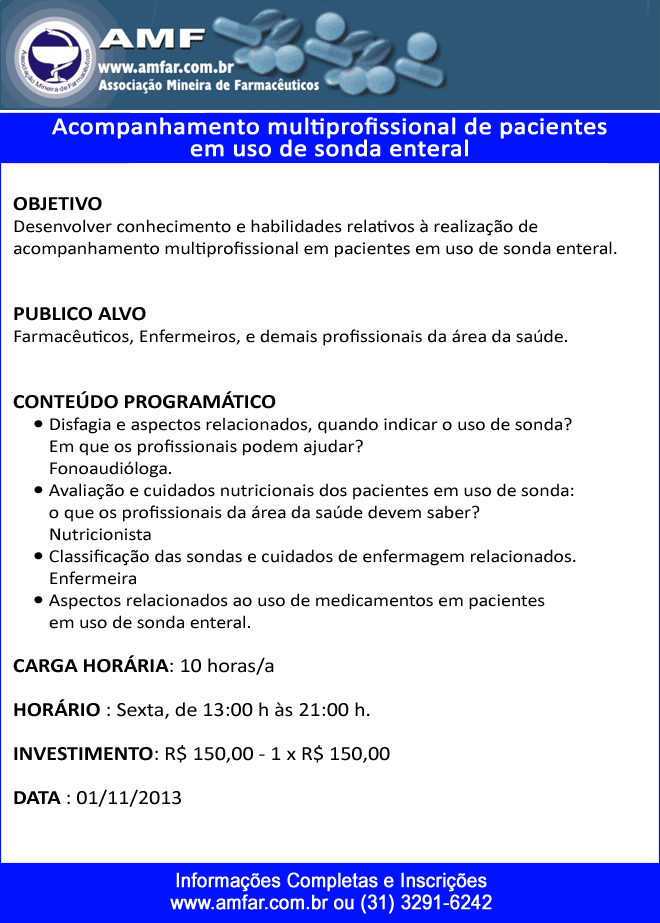 AMF
www.amfar.com.br
Associação Mineira de Farmacêuticos
Associação Mineira de Farmacêuticos
Acompanhamento multiprofissional de pacientes
em uso de sonda enteral
OBJETIVO
Desenvolver conhecimento e habilidades relativos à realização de
acompanhamento multiprofissional em pacientes em uso de sonda enteral.
PUBLICO ALVO
Farmacêuticos, Enfermeiros, e demais profissionais da área da saúde.
CONTEÚDO PROGRAMÁTICO
• Disfagia e aspectos relacionados, quando indicar o uso de sonda?
Em que os profissionais podem ajudar?
Fonoaudióloga.
• Avaliação e cuidados nutricionais dos pacientes em uso de sonda:
o que os profissionais da área da saúde devem saber?
Nutricionista
• Classificação das sondas e cuidados de enfermagem relacionados.
Enfermeira
• Aspectos relacionados ao uso de medicamentos em pacientes
em uso de sonda enteral.
CARGA HORÁRIA: 10 horas/a
HORÁRIO : Sexta, de 13:00 h às 21:00 h.
INVESTIMENTO: R$ 150,00 - 1 x R$ 150,00
DATA : 01/11/2013
Informações Completas e Inscrições
www.amfar.com.br ou (31) 3291-6242